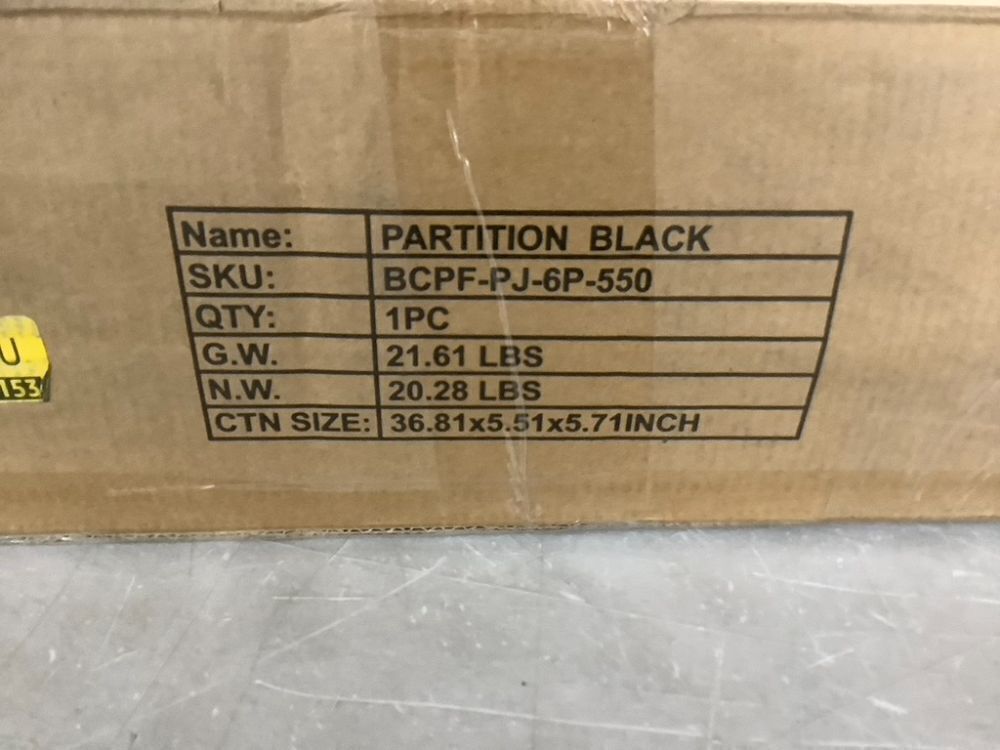 Name: PARTITION BLACK
SKU: BCPF-PJ-6P-550
QTY: 1PC
G.W. 21.61 LBS
N.W. 20.28 LBS
CTN SIZE: 36.81x5.51x5.71INCH
U
153